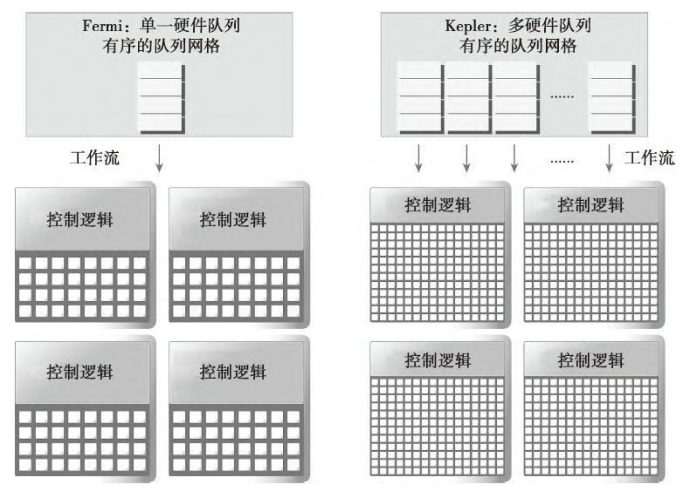 Fermi：单一硬件队列
有序的队列网格
工作流
控制逻辑
控制逻辑
控制逻辑
控制逻辑
Kepler：多硬件队列
有序的队列网格
......
......
工作流
控制逻辑
控制逻辑
控制逻辑
控制逻辑